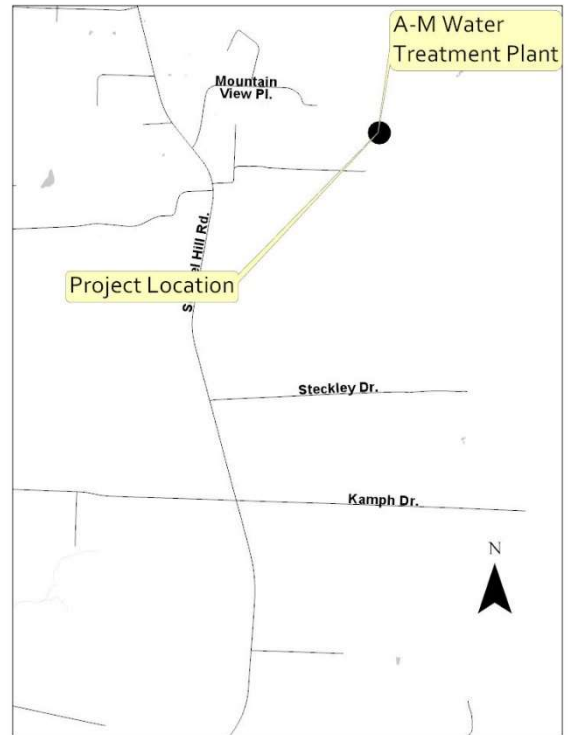 A-M Water
Treatment Plant
Mountain
View Pl.
Hill Rd.
Project Location
Steckley Dr.
Kamph Dr.
N